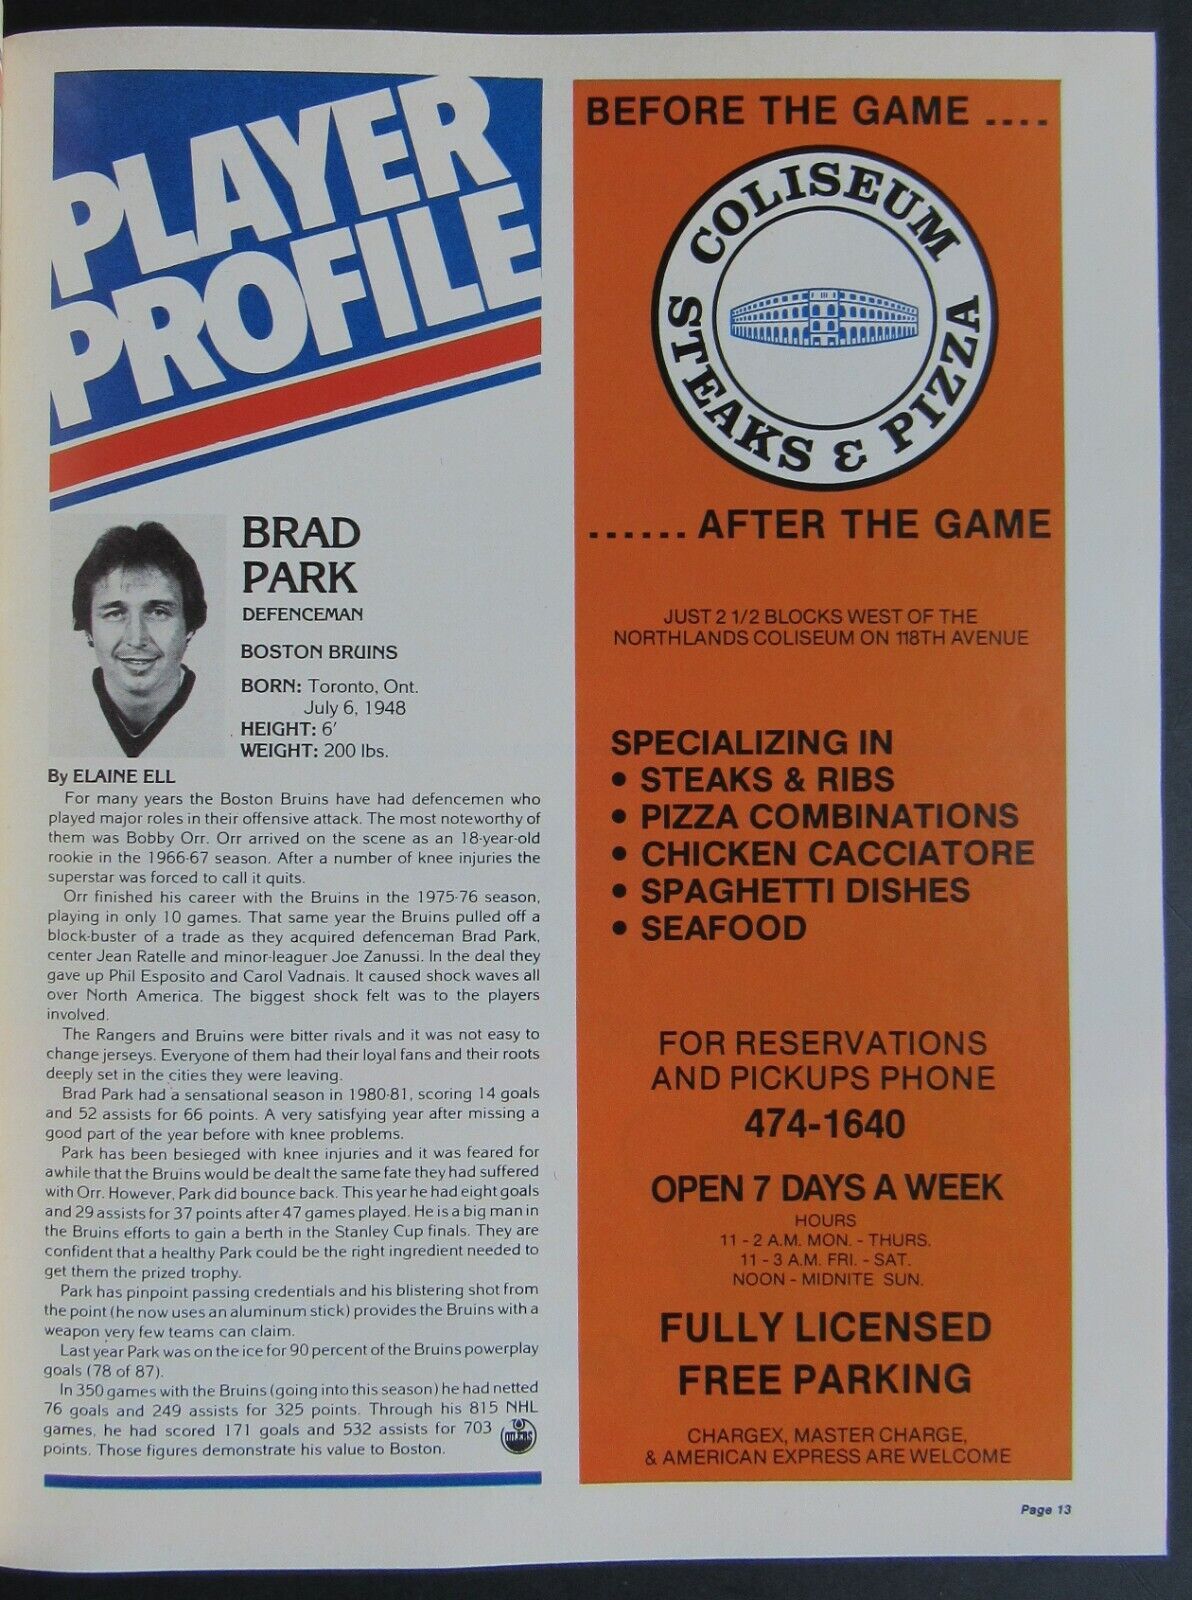 PLAYER
PROFILE
BRAD
PARK
DEFENCEMAN
BOSTON BRUINS
BORN: Toronto, Ont.
July 6, 1948
HEIGHT: 6'
WEIGHT: 200 lbs.
By ELAINE ELL
For many years the Boston Bruins have had defencemen who
played major roles in their offensive attack. The most noteworthy of
them was Bobby Orr. Orr arrived on the scene as an 18-year-old
rookie in the 1966-67 season. After a number of knee injuries the
superstar was forced to call it quits.
Orr finished his career with the Bruins in the 1975-76 season,
playing in only 10 games. That same year the Bruins pulled off a
block-buster of a trade as they acquired defenceman Brad Park,
center Jean Ratelle and minor-leaguer Joe Zanussi. In the deal they
gave up Phil Esposito and Carol Vadnais. It caused shock waves all
over North America. The biggest shock felt was to the players
involved.
The Rangers and Bruins were bitter rivals and it was not easy to
change jerseys. Everyone of them had their loyal fans and their roots
deeply set in the cities they were leaving.
Brad Park had a sensational season in 1980-81, scoring 14 goals
and 52 assists for 66 points. A very satisfying year after missing a
good part of the year before with knee problems.
Park has been besieged with knee injuries and it was feared for
awhile that the Bruins would be dealt the same fate they had suffered
with Orr. However, Park did bounce back. This year he had eight goals
and 29 assists for 37 points after 47 games played. He is a big man in
the Bruins efforts to gain a berth in the Stanley Cup finals. They are
confident that a healthy Park could be the right ingredient needed to
get them the prized trophy.
Park has pinpoint passing credentials and his blistering shot from
the point (he now uses an aluminum stick) provides the Bruins with a
weapon very few teams can claim.
Last year Park was on the ice for 90 percent of the Bruins powerplay
goals (78 of 87).
In 350 games with the Bruins (going into this season) he had netted
76 goals and 249 assists for 325 points. Through his 815 NHL
games, he had scored 171 goals and 532 assists for 703
points. Those figures demonstrate his value to Boston.
OILERS
BEFORE THE GAME ....
COLISEUM
STEAKS & PIZZA
...... AFTER THE GAME
JUST 2 1/2 BLOCKS WEST OF THE
NORTHLANDS COLISEUM ON 118TH AVENUE
SPECIALIZING IN
• STEAKS & RIBS
• PIZZA COMBINATIONS
• CHICKEN CACCIATORE
• SPAGHETTI DISHES
• SEAFOOD
FOR RESERVATIONS
AND PICKUPS PHONE
474-1640
OPEN 7 DAYS A WEEK
HOURS
11 - 2 A.M. MON. - THURS.
11 - 3 A.M. FRI. - SAT.
NOON - MIDNITE SUN.
FULLY LICENSED
FREE PARKING
CHARGEX, MASTER CHARGE,
& AMERICAN EXPRESS ARE WELCOME
Page 13